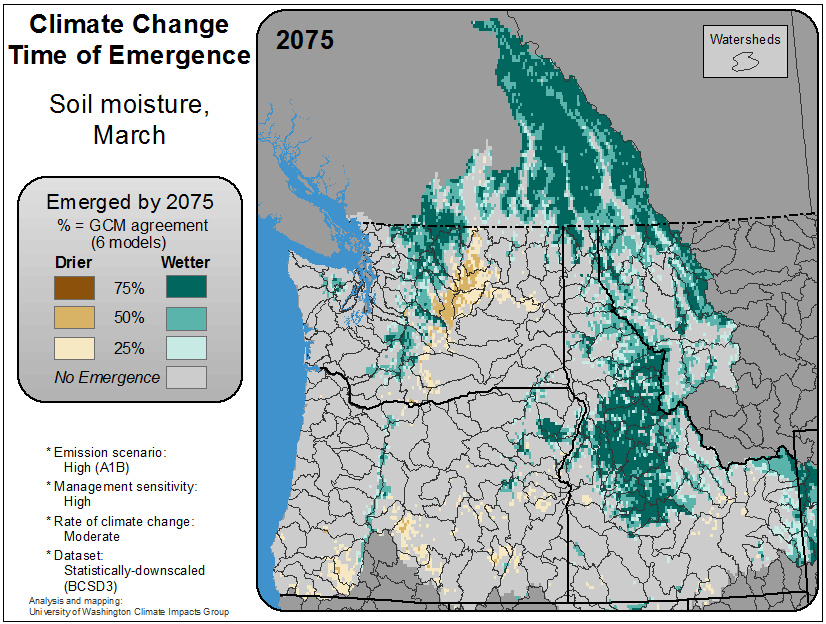 Climate Change
Time of Emergence
Soil moisture,
March
Emerged by 2075
% = GCM agreement
(6 models)
Drier Wetter
75%
50%
25%
No Emergence
* Emission scenario:
High (A1B)
* Management sensitivity:
High
* Rate of climate change:
Moderate
* Dataset:
Statistically-downscaled
(BCSD3)
Analysis and mapping:
University of Washington Climate Impacts Group
2075
Watersheds